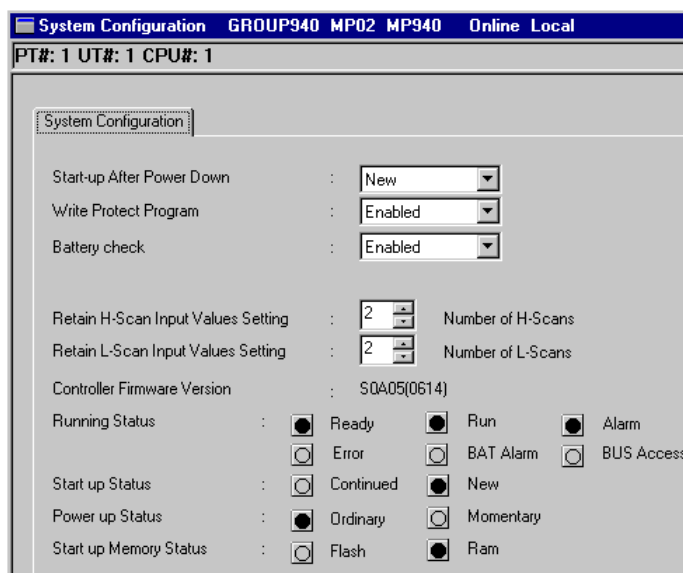 System Configuration GROUP940 MP02 MP940 Online Local
PT#: 1 UT#: 1 CPU#: 1
System Configuration
Start-up After Power Down : New
Write Protect Program : Enabled
Battery check : Enabled
Retain H-Scan Input Values Setting : 2 Number of H-Scans
Retain L-Scan Input Values Setting : 2 Number of L-Scans
Controller Firmware Version : S0A05(0614)
Running Status : Ready Run Alarm
Error BAT Alarm BUS Access
Start up Status : Continued New
Power up Status : Ordinary Momentary
Start up Memory Status : Flash Ram